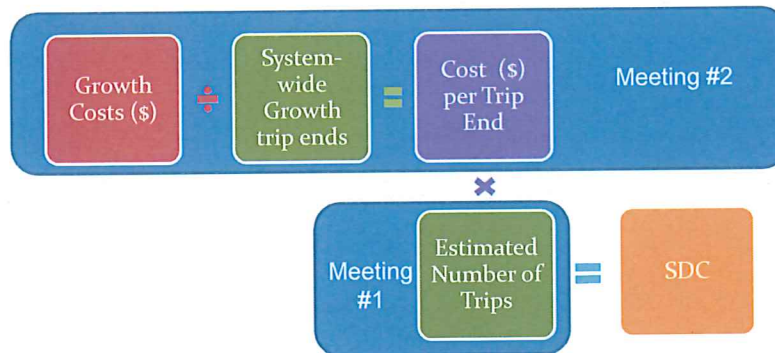 Growth
Costs ($)
÷
System-
wide
Growth
trip ends
=
Cost ($)
per Trip
End
Meeting #2
×
Meeting
#1
Estimated
Number of
Trips
=
SDC